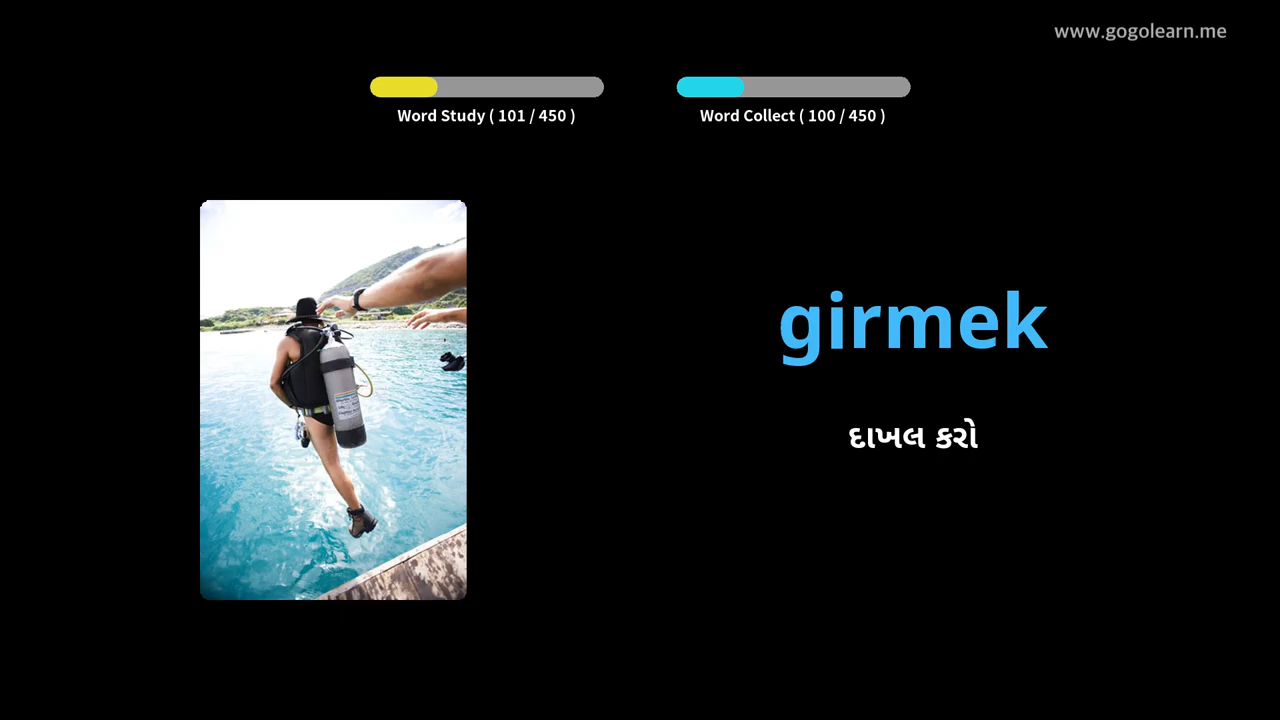 www.gogolearn.me
Word Study ( 101 / 450 )
Word Collect ( 100 / 450 )
girmek
દાખલ કરો